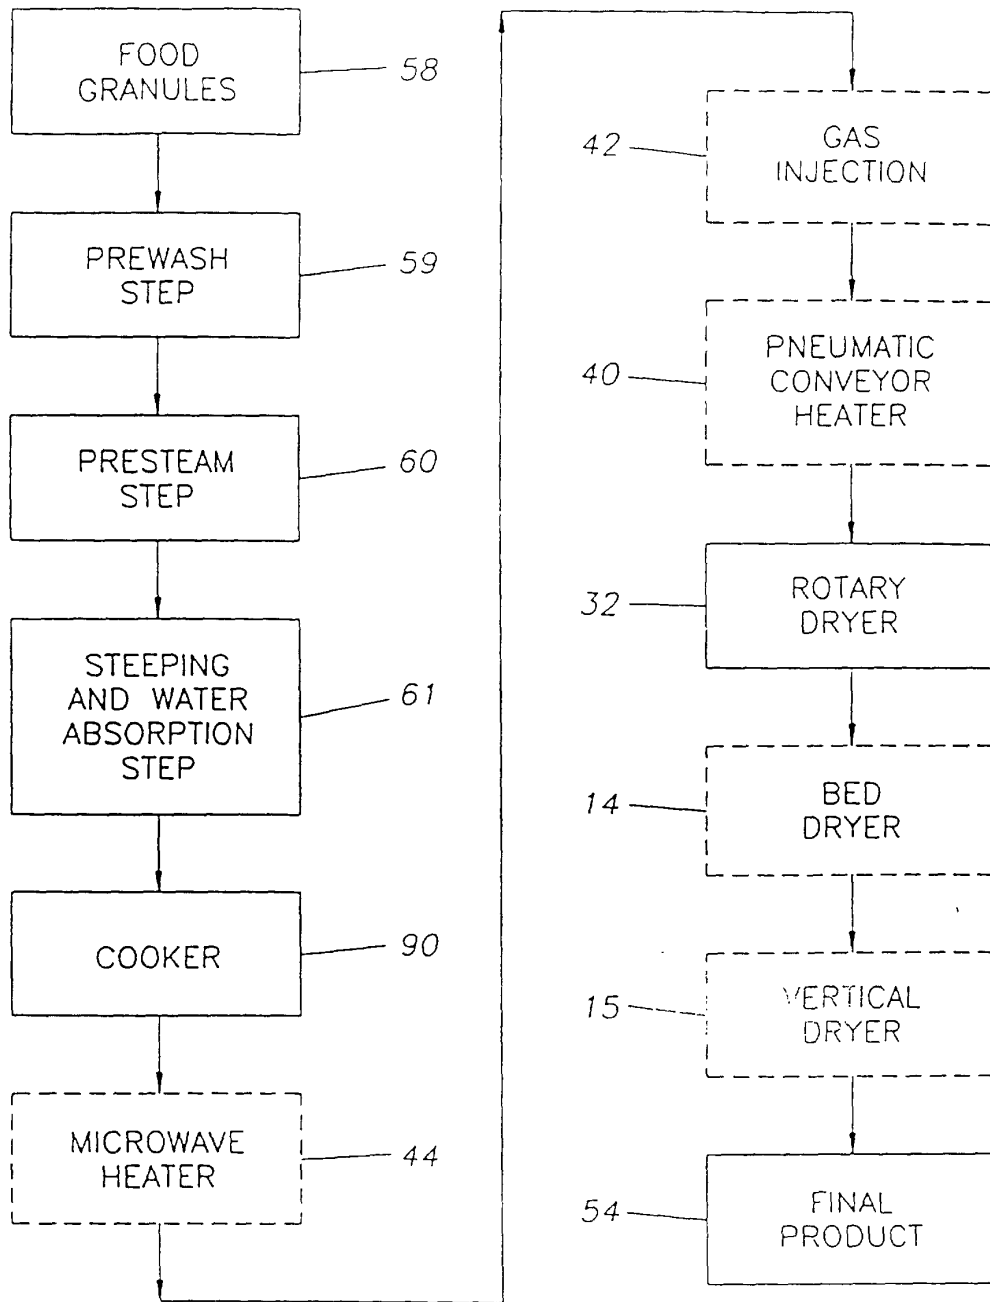 FOOD
GRANULES
58
PREWASH
STEP
59
PRESTEAM
STEP
60
STEEPING
AND WATER
ABSORPTION
STEP
61
COOKER
90
MICROWAVE
HEATER
44
GAS
INJECTION
42
PNEUMATIC
CONVEYOR
HEATER
40
ROTARY
DRYER
32
BED
DRYER
14
VERTICAL
DRYER
15
FINAL
PRODUCT
54